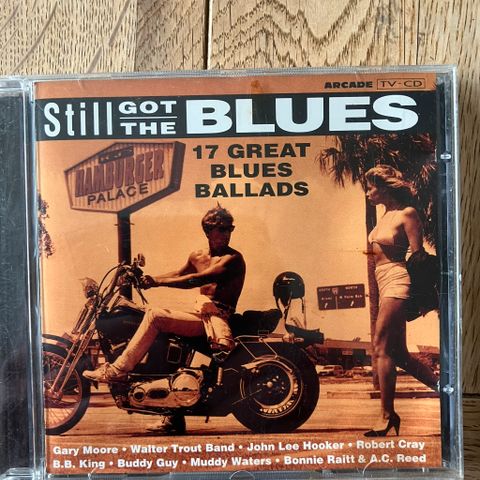 ARCADE TV-CD
Still GOT THE BLUES
17 GREAT
BLUES
BALLADS
HAMBURGER
PALACE
Gary Moore • Walter Trout Band • John Lee Hooker • Robert Cray
B.B. King • Buddy Guy • Muddy Waters • Bonnie Raitt & A.C. Reed